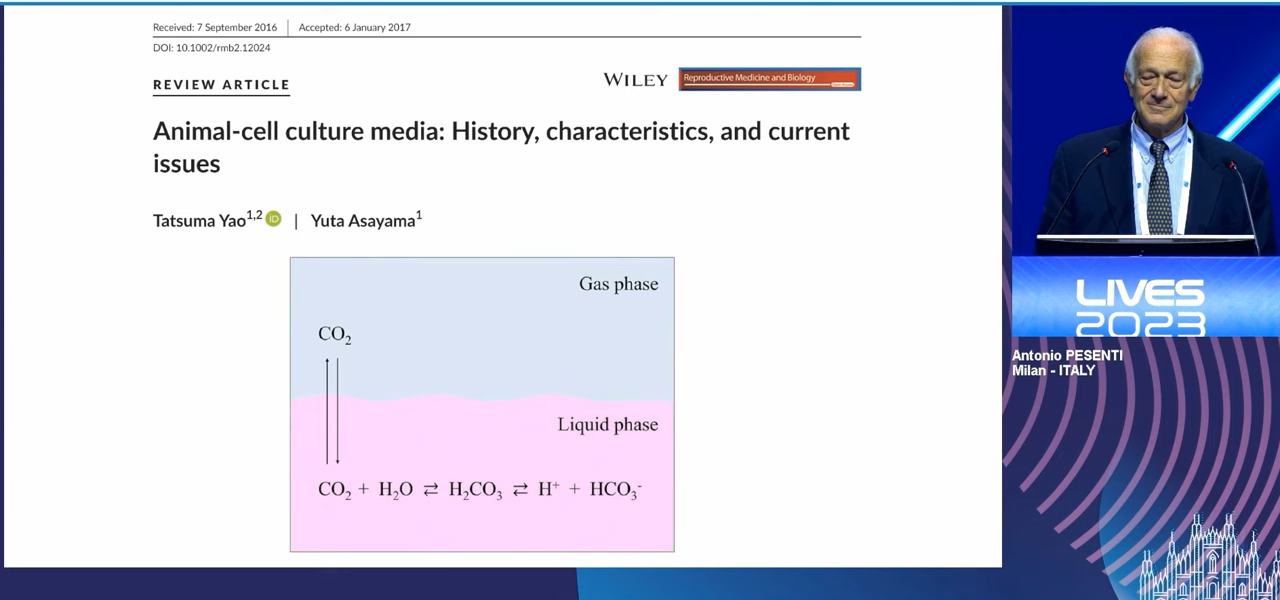 Received: 7 September 2016 | Accepted: 6 January 2017
DOI: 10.1002/rmb2.12024
REVIEW ARTICLE
WILEY Reproductive Medicine and Biology
Animal-cell culture media: History, characteristics, and current
issues
Tatsuma Yao1,2 iD | Yuta Asayama1
Gas phase
CO2
Liquid phase
CO2 + H2O ⇄ H2CO3 ⇄ H+ + HCO3-
LIVES
2023
Antonio PESENTI
Milan - ITALY